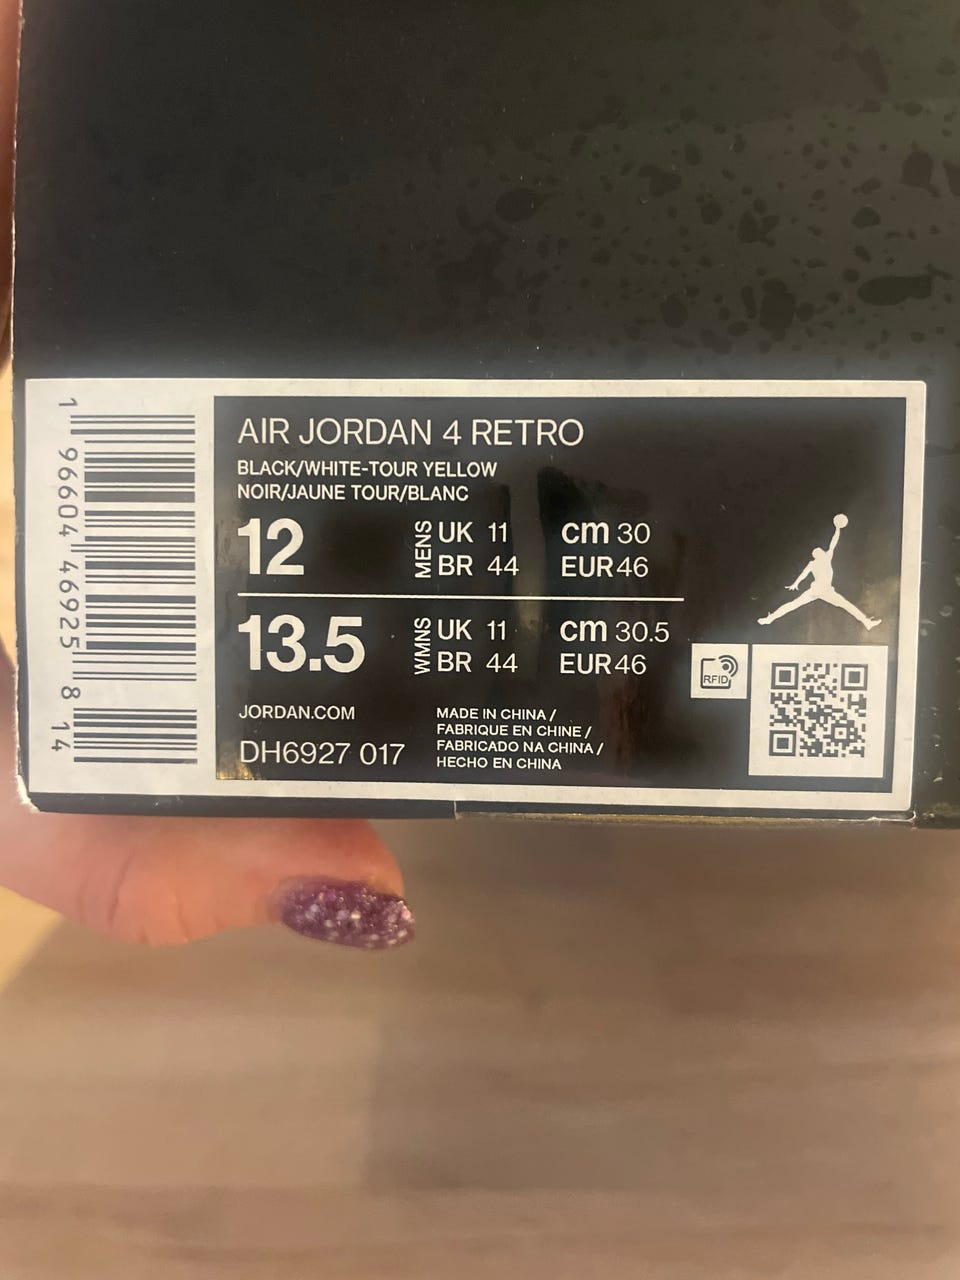 AIR JORDAN 4 RETRO
BLACK/WHITE-TOUR YELLOW
NOIR/JAUNE TOUR/BLANC
12 MENS UK 11 cm 30
BR 44 EUR 46
13.5 WMNS UK 11 cm 30.5
BR 44 EUR 46
JORDAN.COM
DH6927 017
MADE IN CHINA /
FABRIQUE EN CHINE /
FABRICADO NA CHINA /
HECHO EN CHINA
RFID
1 96604 46925 8 14